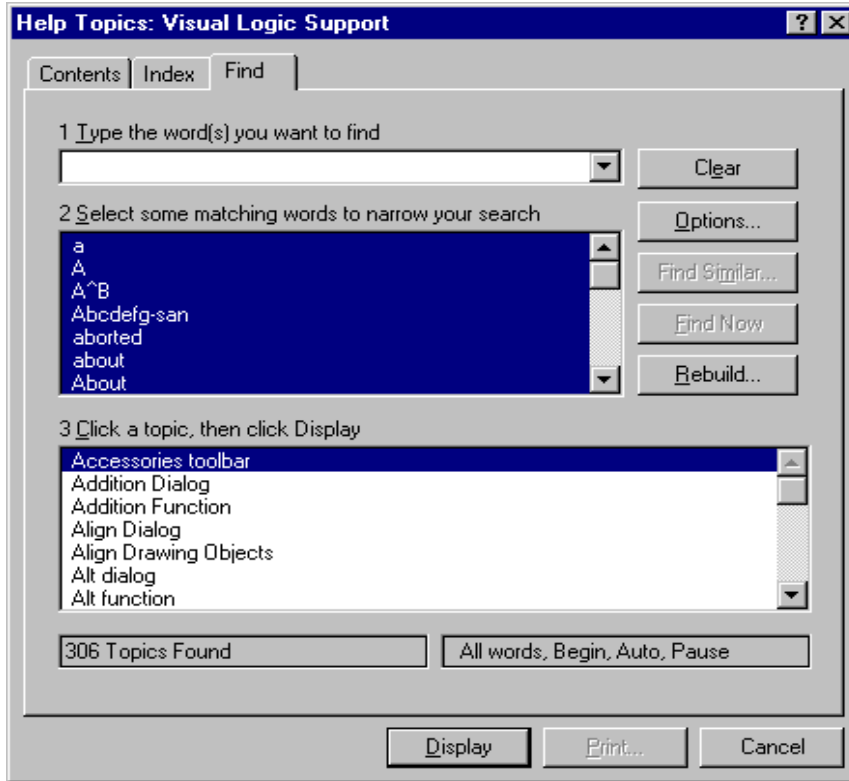 Help Topics: Visual Logic Support
Contents Index Find
1 Type the word(s) you want to find
Clear
2 Select some matching words to narrow your search
Options...
a
A
A^B
Abcdefg-san
aborted
about
About
Find Similar...
Find Now
Rebuild...
3 Click a topic, then click Display
Accessories toolbar
Addition Dialog
Addition Function
Align Dialog
Align Drawing Objects
Alt dialog
Alt function
306 Topics Found
All words, Begin, Auto, Pause
Display Print... Cancel